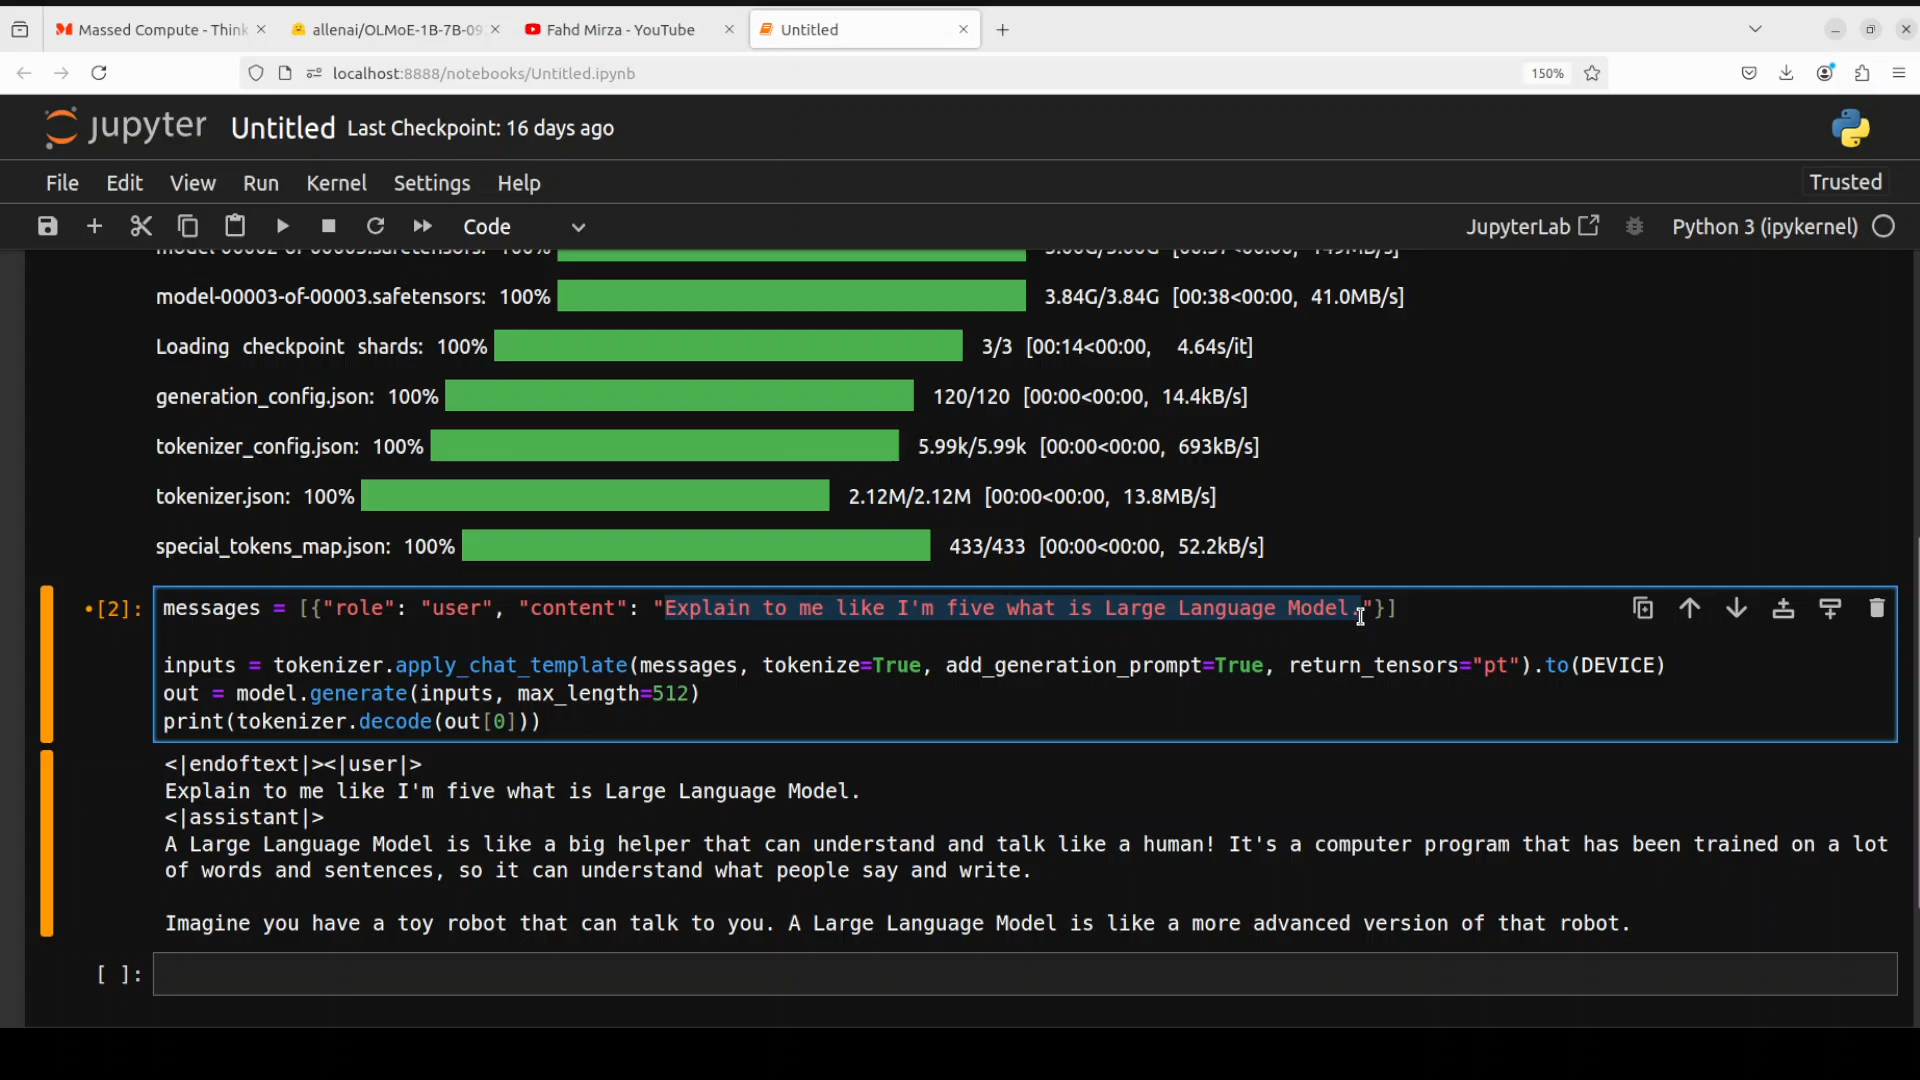 Massed Compute - Think
allenai/OLMoE-1B-7B-09
Fahd Mirza - YouTube
Untitled
localhost:8888/notebooks/Untitled.ipynb
150%
jupyter Untitled Last Checkpoint: 16 days ago
File Edit View Run Kernel Settings Help Trusted
Code JupyterLab Python 3 (ipykernel)
model-00002-of-00003.safetensors: 100%
model-00003-of-00003.safetensors: 100% 3.84G/3.84G [00:38<00:00, 41.0MB/s]
Loading checkpoint shards: 100% 3/3 [00:14<00:00, 4.64s/it]
generation_config.json: 100% 120/120 [00:00<00:00, 14.4kB/s]
tokenizer_config.json: 100% 5.99k/5.99k [00:00<00:00, 693kB/s]
tokenizer.json: 100% 2.12M/2.12M [00:00<00:00, 13.8MB/s]
special_tokens_map.json: 100% 433/433 [00:00<00:00, 52.2kB/s]
•[2]: messages = [{"role": "user", "content": "Explain to me like I'm five what is Large Language Model."}]
inputs = tokenizer.apply_chat_template(messages, tokenize=True, add_generation_prompt=True, return_tensors="pt").to(DEVICE)
out = model.generate(inputs, max_length=512)
print(tokenizer.decode(out[0]))
<|endoftext|><|user|>
Explain to me like I'm five what is Large Language Model.
<|assistant|>
A Large Language Model is like a big helper that can understand and talk like a human! It's a computer program that has been trained on a lot
of words and sentences, so it can understand what people say and write.
Imagine you have a toy robot that can talk to you. A Large Language Model is like a more advanced version of that robot.
[ ]: